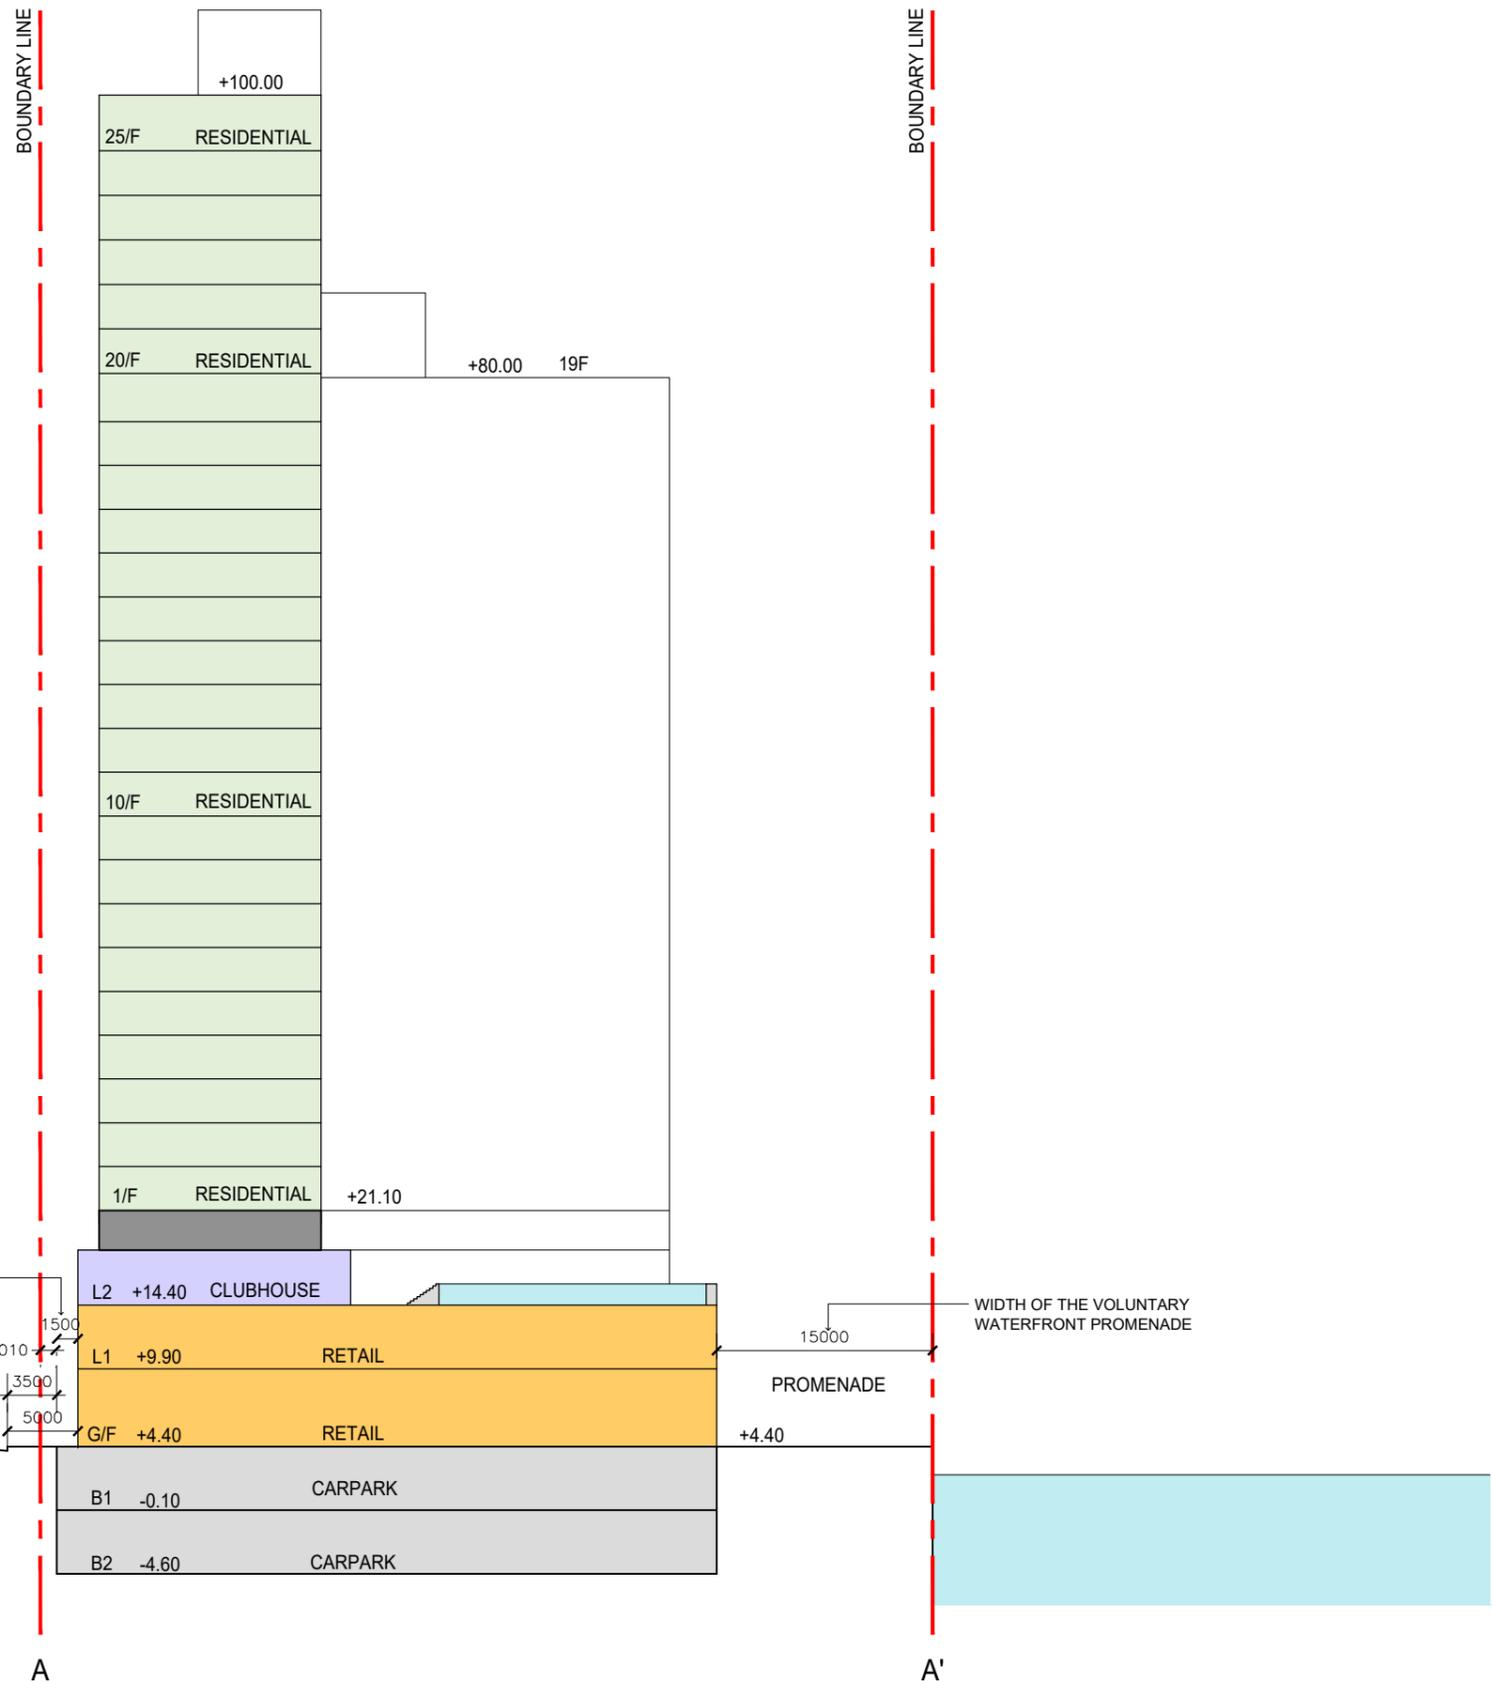 BOUNDARY LINE
BOUNDARY LINE
+100.00
25/F RESIDENTIAL
20/F RESIDENTIAL
+80.00 19F
10/F RESIDENTIAL
1/F RESIDENTIAL +21.10
L2 +14.40 CLUBHOUSE
WIDTH OF THE VOLUNTARY
WATERFRONT PROMENADE
1500
15000
010
L1 +9.90 RETAIL
3500
PROMENADE
5000
G/F +4.40 RETAIL
+4.40
B1 -0.10 CARPARK
B2 -4.60 CARPARK
A
A'